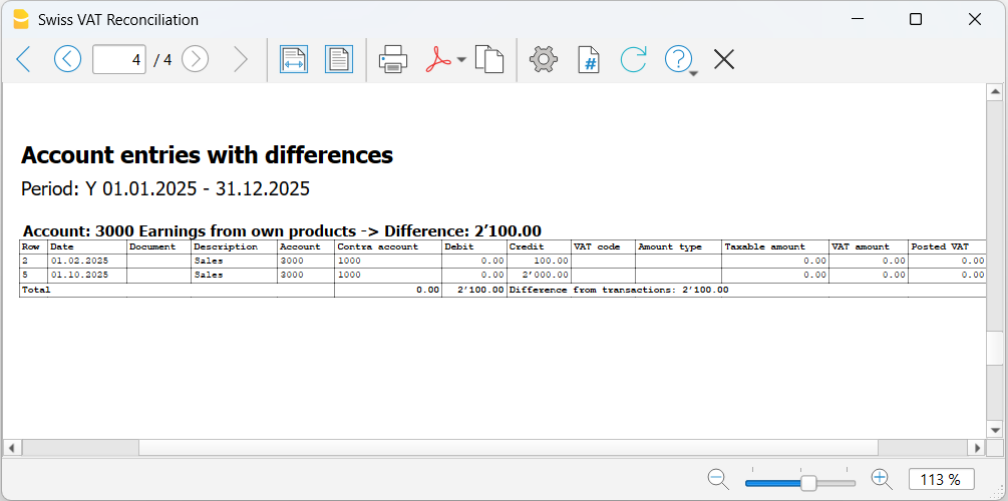 Swiss VAT Reconciliation
4 / 4
Account entries with differences
Period: Y 01.01.2025 - 31.12.2025
Account: 3000 Earnings from own products -> Difference: 2’100.00
Row Date Document Description Account Contra account Debit Credit VAT code Amount type Taxable amount VAT amount Posted VAT
2 01.02.2025 Sales 3000 1000 0.00 100.00 0.00 0.00 0.00
5 01.10.2025 Sales 3000 1000 0.00 2’000.00 0.00 0.00 0.00
Total 0.00 2’100.00 Difference from transactions: 2’100.00
113 %